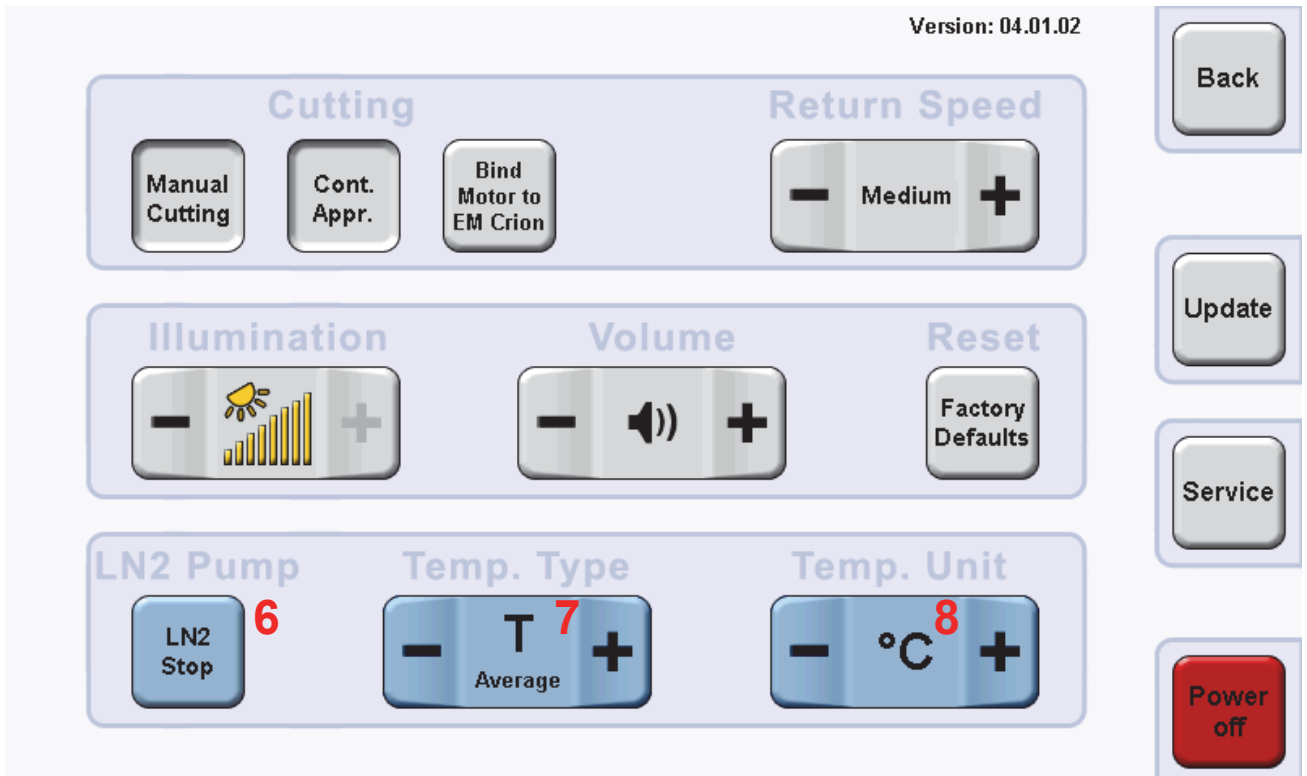 Version: 04.01.02
Back
Cutting
Return Speed
Manual
Cutting
Cont.
Appr.
Bind
Motor to
EM Crion
− Medium +
Update
Illumination
Volume
Reset
− +
− +
Factory
Defaults
Service
LN2 Pump
Temp. Type
Temp. Unit
6
LN2
Stop
7
− T +
Average
8
− °C +
Power
off